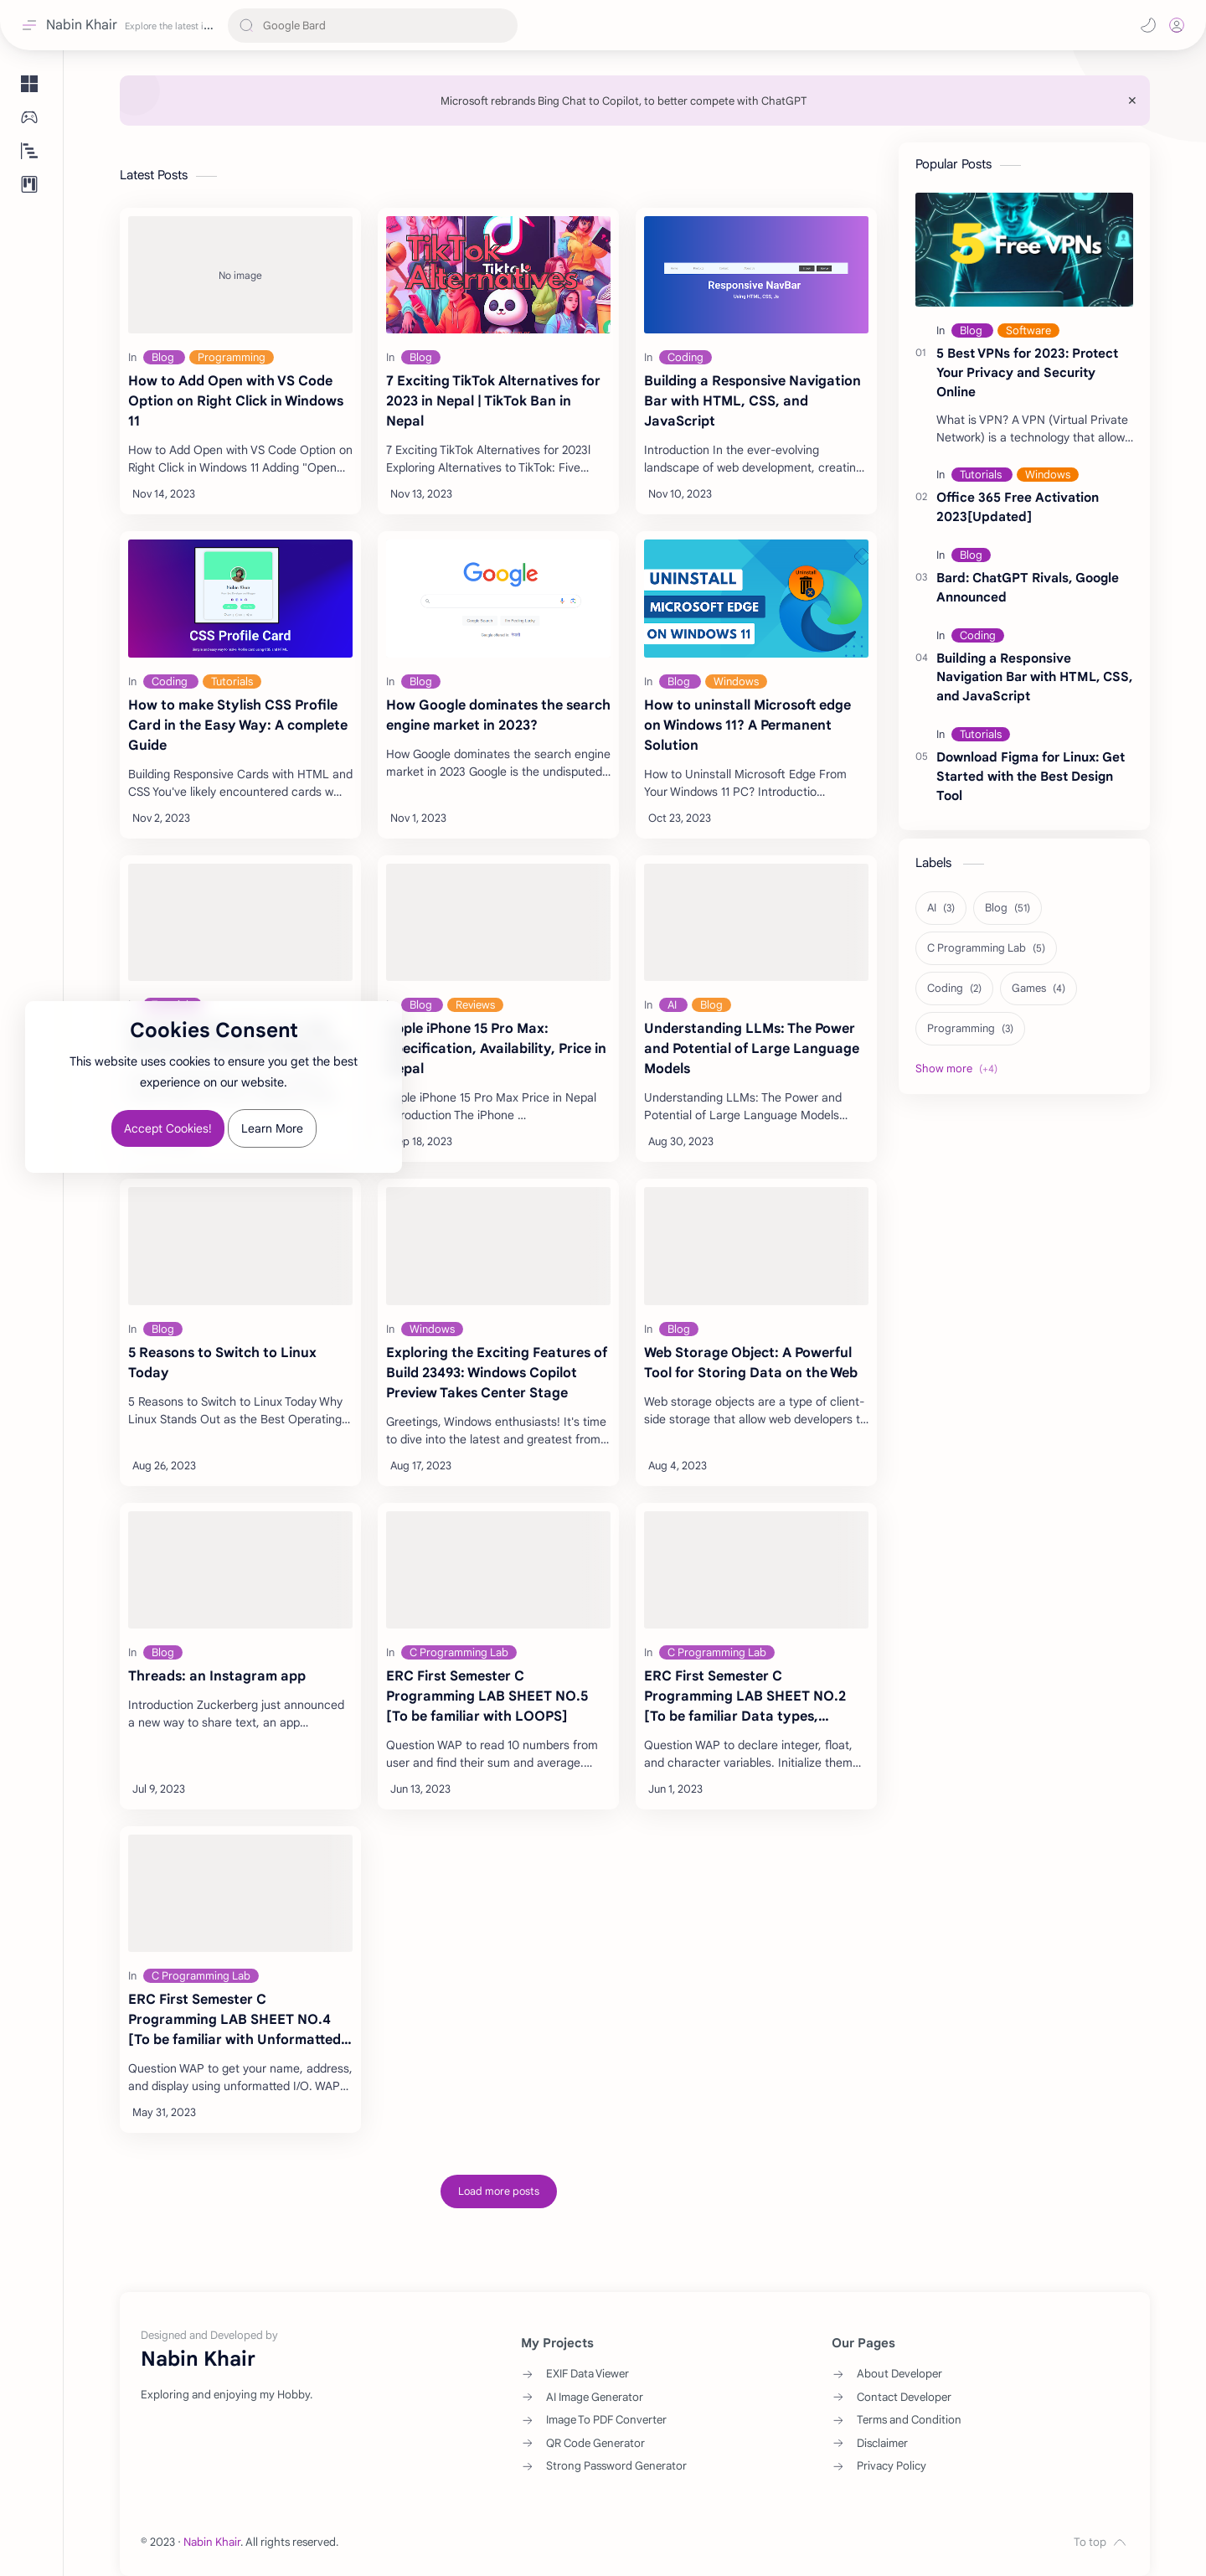 Nabin Khair Explore the latest i...
Google Bard
Microsoft rebrands Bing Chat to Copilot, to better compete with ChatGPT
Latest Posts
No image
In Blog Programming
How to Add Open with VS Code
Option on Right Click in Windows
11
How to Add Open with VS Code Option on
Right Click in Windows 11 Adding "Open...
Nov 14, 2023
TikTok
Alternatives
TikTok
In Blog
7 Exciting TikTok Alternatives for
2023 in Nepal | TikTok Ban in
Nepal
7 Exciting TikTok Alternatives for 2023l
Exploring Alternatives to TikTok: Five...
Nov 13, 2023
Responsive NavBar
Using HTML, CSS, Js
In Coding
Building a Responsive Navigation
Bar with HTML, CSS, and
JavaScript
Introduction In the ever-evolving
landscape of web development, creatin...
Nov 10, 2023
CSS Profile Card
In Coding Tutorials
How to make Stylish CSS Profile
Card in the Easy Way: A complete
Guide
Building Responsive Cards with HTML and
CSS You've likely encountered cards w...
Nov 2, 2023
Google
Google Search
In Blog
How Google dominates the search
engine market in 2023?
How Google dominates the search engine
market in 2023 Google is the undisputed...
Nov 1, 2023
UNINSTALL
Uninstall
MICROSOFT EDGE
ON WINDOWS 11
In Blog Windows
How to uninstall Microsoft edge
on Windows 11? A Permanent
Solution
How to Uninstall Microsoft Edge From
Your Windows 11 PC? Introductio...
Oct 23, 2023
Blog Reviews
ple iPhone 15 Pro Max:
ecification, Availability, Price in
epal
ple iPhone 15 Pro Max Price in Nepal
roduction The iPhone ...
p 18, 2023
In AI Blog
Understanding LLMs: The Power
and Potential of Large Language
Models
Understanding LLMs: The Power and
Potential of Large Language Models...
Aug 30, 2023
Cookies Consent
This website uses cookies to ensure you get the best
experience on our website.
Accept Cookies! Learn More
In Blog
5 Reasons to Switch to Linux
Today
5 Reasons to Switch to Linux Today Why
Linux Stands Out as the Best Operating...
Aug 26, 2023
In Windows
Exploring the Exciting Features of
Build 23493: Windows Copilot
Preview Takes Center Stage
Greetings, Windows enthusiasts! It's time
to dive into the latest and greatest from...
Aug 17, 2023
In Blog
Web Storage Object: A Powerful
Tool for Storing Data on the Web
Web storage objects are a type of client-
side storage that allow web developers t...
Aug 4, 2023
In Blog
Threads: an Instagram app
Introduction Zuckerberg just announced
a new way to share text, an app...
Jul 9, 2023
In C Programming Lab
ERC First Semester C
Programming LAB SHEET NO.5
[To be familiar with LOOPS]
Question WAP to read 10 numbers from
user and find their sum and average....
Jun 13, 2023
In C Programming Lab
ERC First Semester C
Programming LAB SHEET NO.2
[To be familiar Data types,...
Question WAP to declare integer, float,
and character variables. Initialize them...
Jun 1, 2023
In C Programming Lab
ERC First Semester C
Programming LAB SHEET NO.4
[To be familiar with Unformatted...
Question WAP to get your name, address,
and display using unformatted I/O. WAP...
May 31, 2023
Load more posts
Popular Posts
5 Free VPNs
In Blog Software
01 5 Best VPNs for 2023: Protect
Your Privacy and Security
Online
What is VPN? A VPN (Virtual Private
Network) is a technology that allow...
In Tutorials Windows
02 Office 365 Free Activation
2023[Updated]
In Blog
03 Bard: ChatGPT Rivals, Google
Announced
In Coding
04 Building a Responsive
Navigation Bar with HTML, CSS,
and JavaScript
In Tutorials
05 Download Figma for Linux: Get
Started with the Best Design
Tool
Labels
AI (3) Blog (51)
C Programming Lab (5)
Coding (2) Games (4)
Programming (3)
Show more (+4)
Designed and Developed by
Nabin Khair
Exploring and enjoying my Hobby.
My Projects
EXIF Data Viewer
AI Image Generator
Image To PDF Converter
QR Code Generator
Strong Password Generator
Our Pages
About Developer
Contact Developer
Terms and Condition
Disclaimer
Privacy Policy
© 2023 · Nabin Khair. All rights reserved.
To top